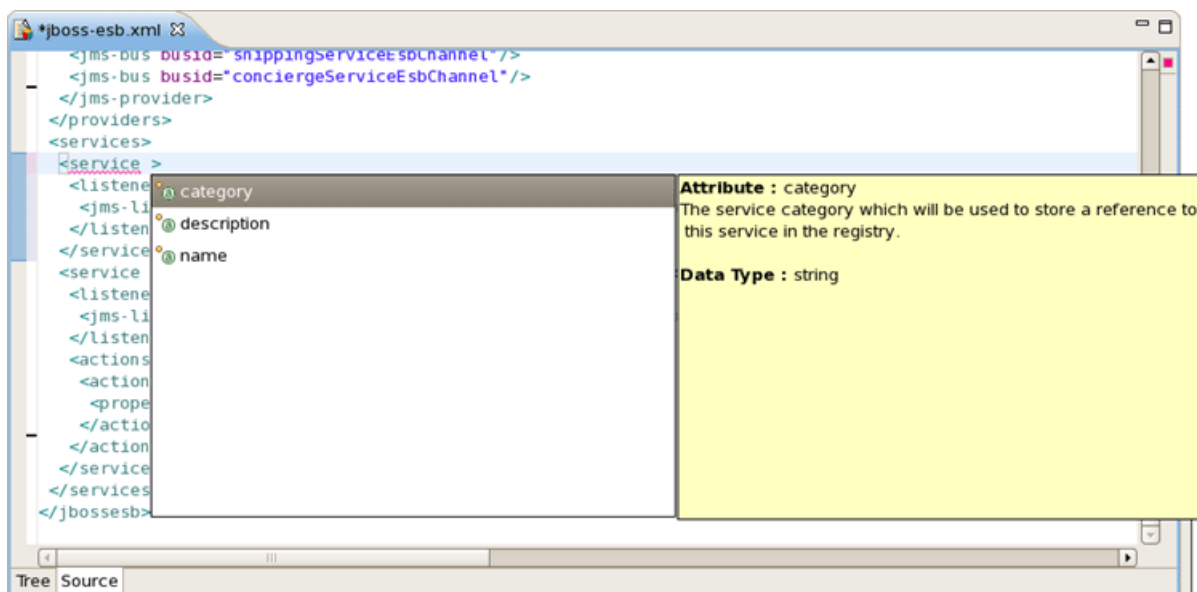 *jboss-esb.xml
<jms-bus busid="shippingServiceEsbChannel"/>
<jms-bus busid="conciergeServiceEsbChannel"/>
</jms-provider>
</providers>
<services>
<service >
<listene
<jms-li
</listen
</service
<service
<listene
<jms-li
</listen
<actions
<action
<prope
</actio
</action
</service
</services
</jbossesb>
category
description
name
Attribute : category
The service category which will be used to store a reference to
this service in the registry.
Data Type : string
Tree Source